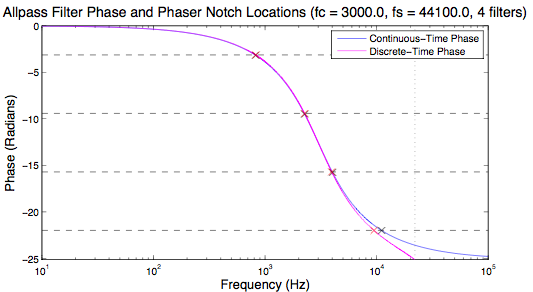 Allpass Filter Phase and Phaser Notch Locations (fc = 3000.0, fs = 44100.0, 4 filters)
Continuous−Time Phase
Discrete−Time Phase
0
−5
−10
−15
−20
−25
Phase (Radians)
10^1
10^2
10^3
10^4
10^5
Frequency (Hz)